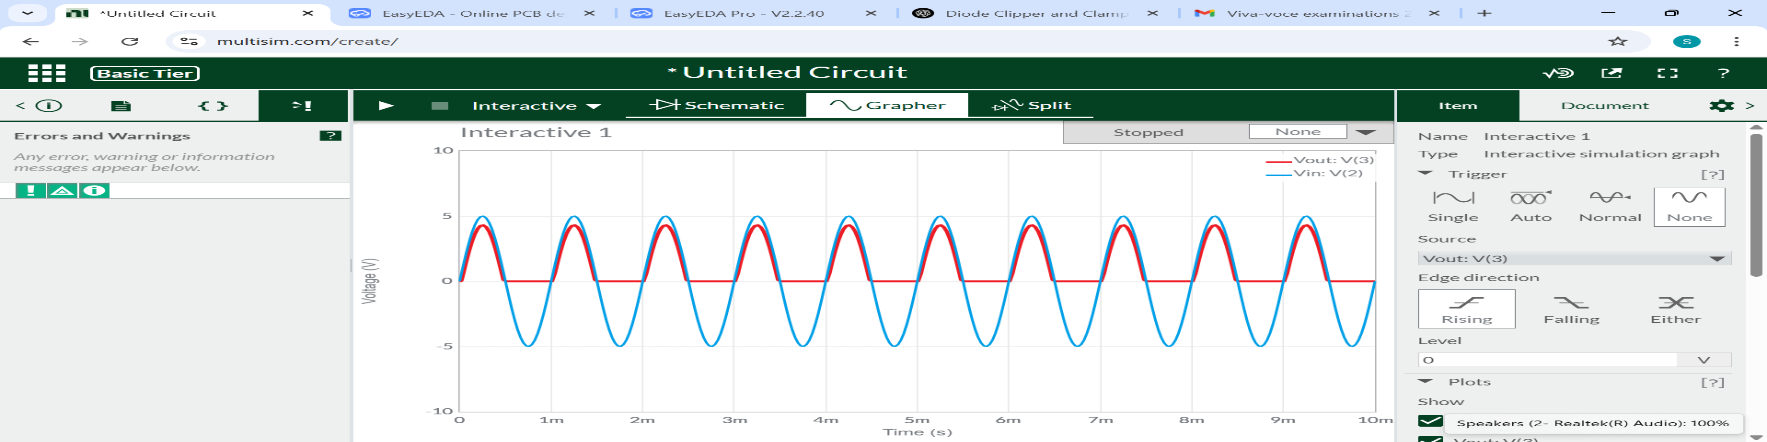 *Untitled Circuit
EasyEDA - Online PCB de
EasyEDA Pro - V2.2.40
Diode Clipper and Clamp
Viva-voce examinations
multisim.com/create/
S
Basic Tier
* Untitled Circuit
?
Interactive
Schematic
Grapher
Split
Item
Document
Errors and Warnings
?
Any error, warning or information
messages appear below.
Interactive 1
Stopped
None
Vout: V(3)
Vin: V(2)
10
5
0
-5
-10
Voltage (V)
0 1m 2m 3m 4m 5m 6m 7m 8m 9m 10m
Time (s)
Name Interactive 1
Type Interactive simulation graph
Trigger [?]
Single Auto Normal None
Source
Vout: V(3)
Edge direction
Rising Falling Either
Level
0 V
Plots [?]
Show
Speakers (2- Realtek(R) Audio): 100%